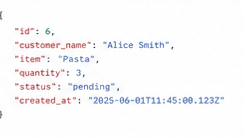 {
"id": 6,
"customer_name": "Alice Smith",
"item": "Pasta",
"quantity": 3,
"status": "pending",
"created_at": "2025-06-01T11:45:00.123Z"
}